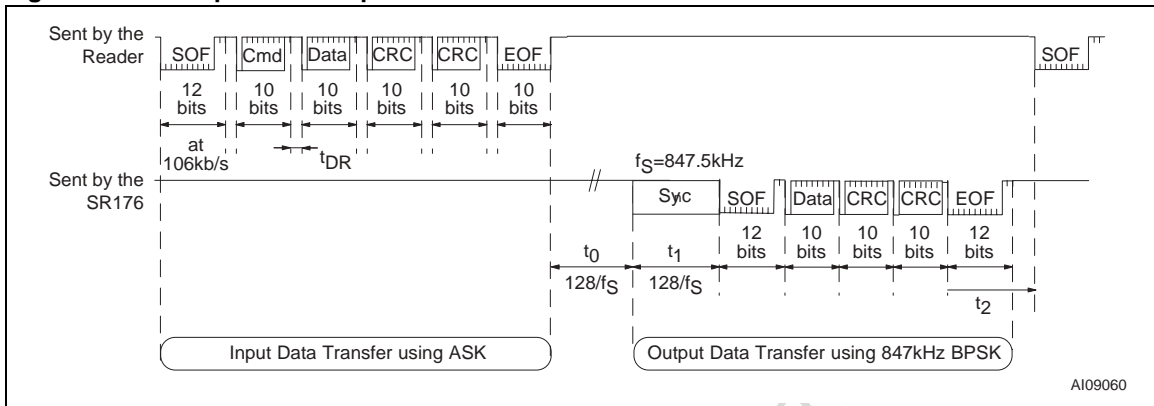 Sent by the Reader
SOF Cmd Data CRC CRC EOF SOF
12 bits 10 bits 10 bits 10 bits 10 bits 10 bits
at 106kb/s
tDR
Sent by the SR176
fS=847.5kHz
Sync SOF Data CRC CRC EOF
12 bits 10 bits 10 bits 10 bits 12 bits
t0 t1
128/fS 128/fS
t2
Input Data Transfer using ASK
Output Data Transfer using 847kHz BPSK
AI09060